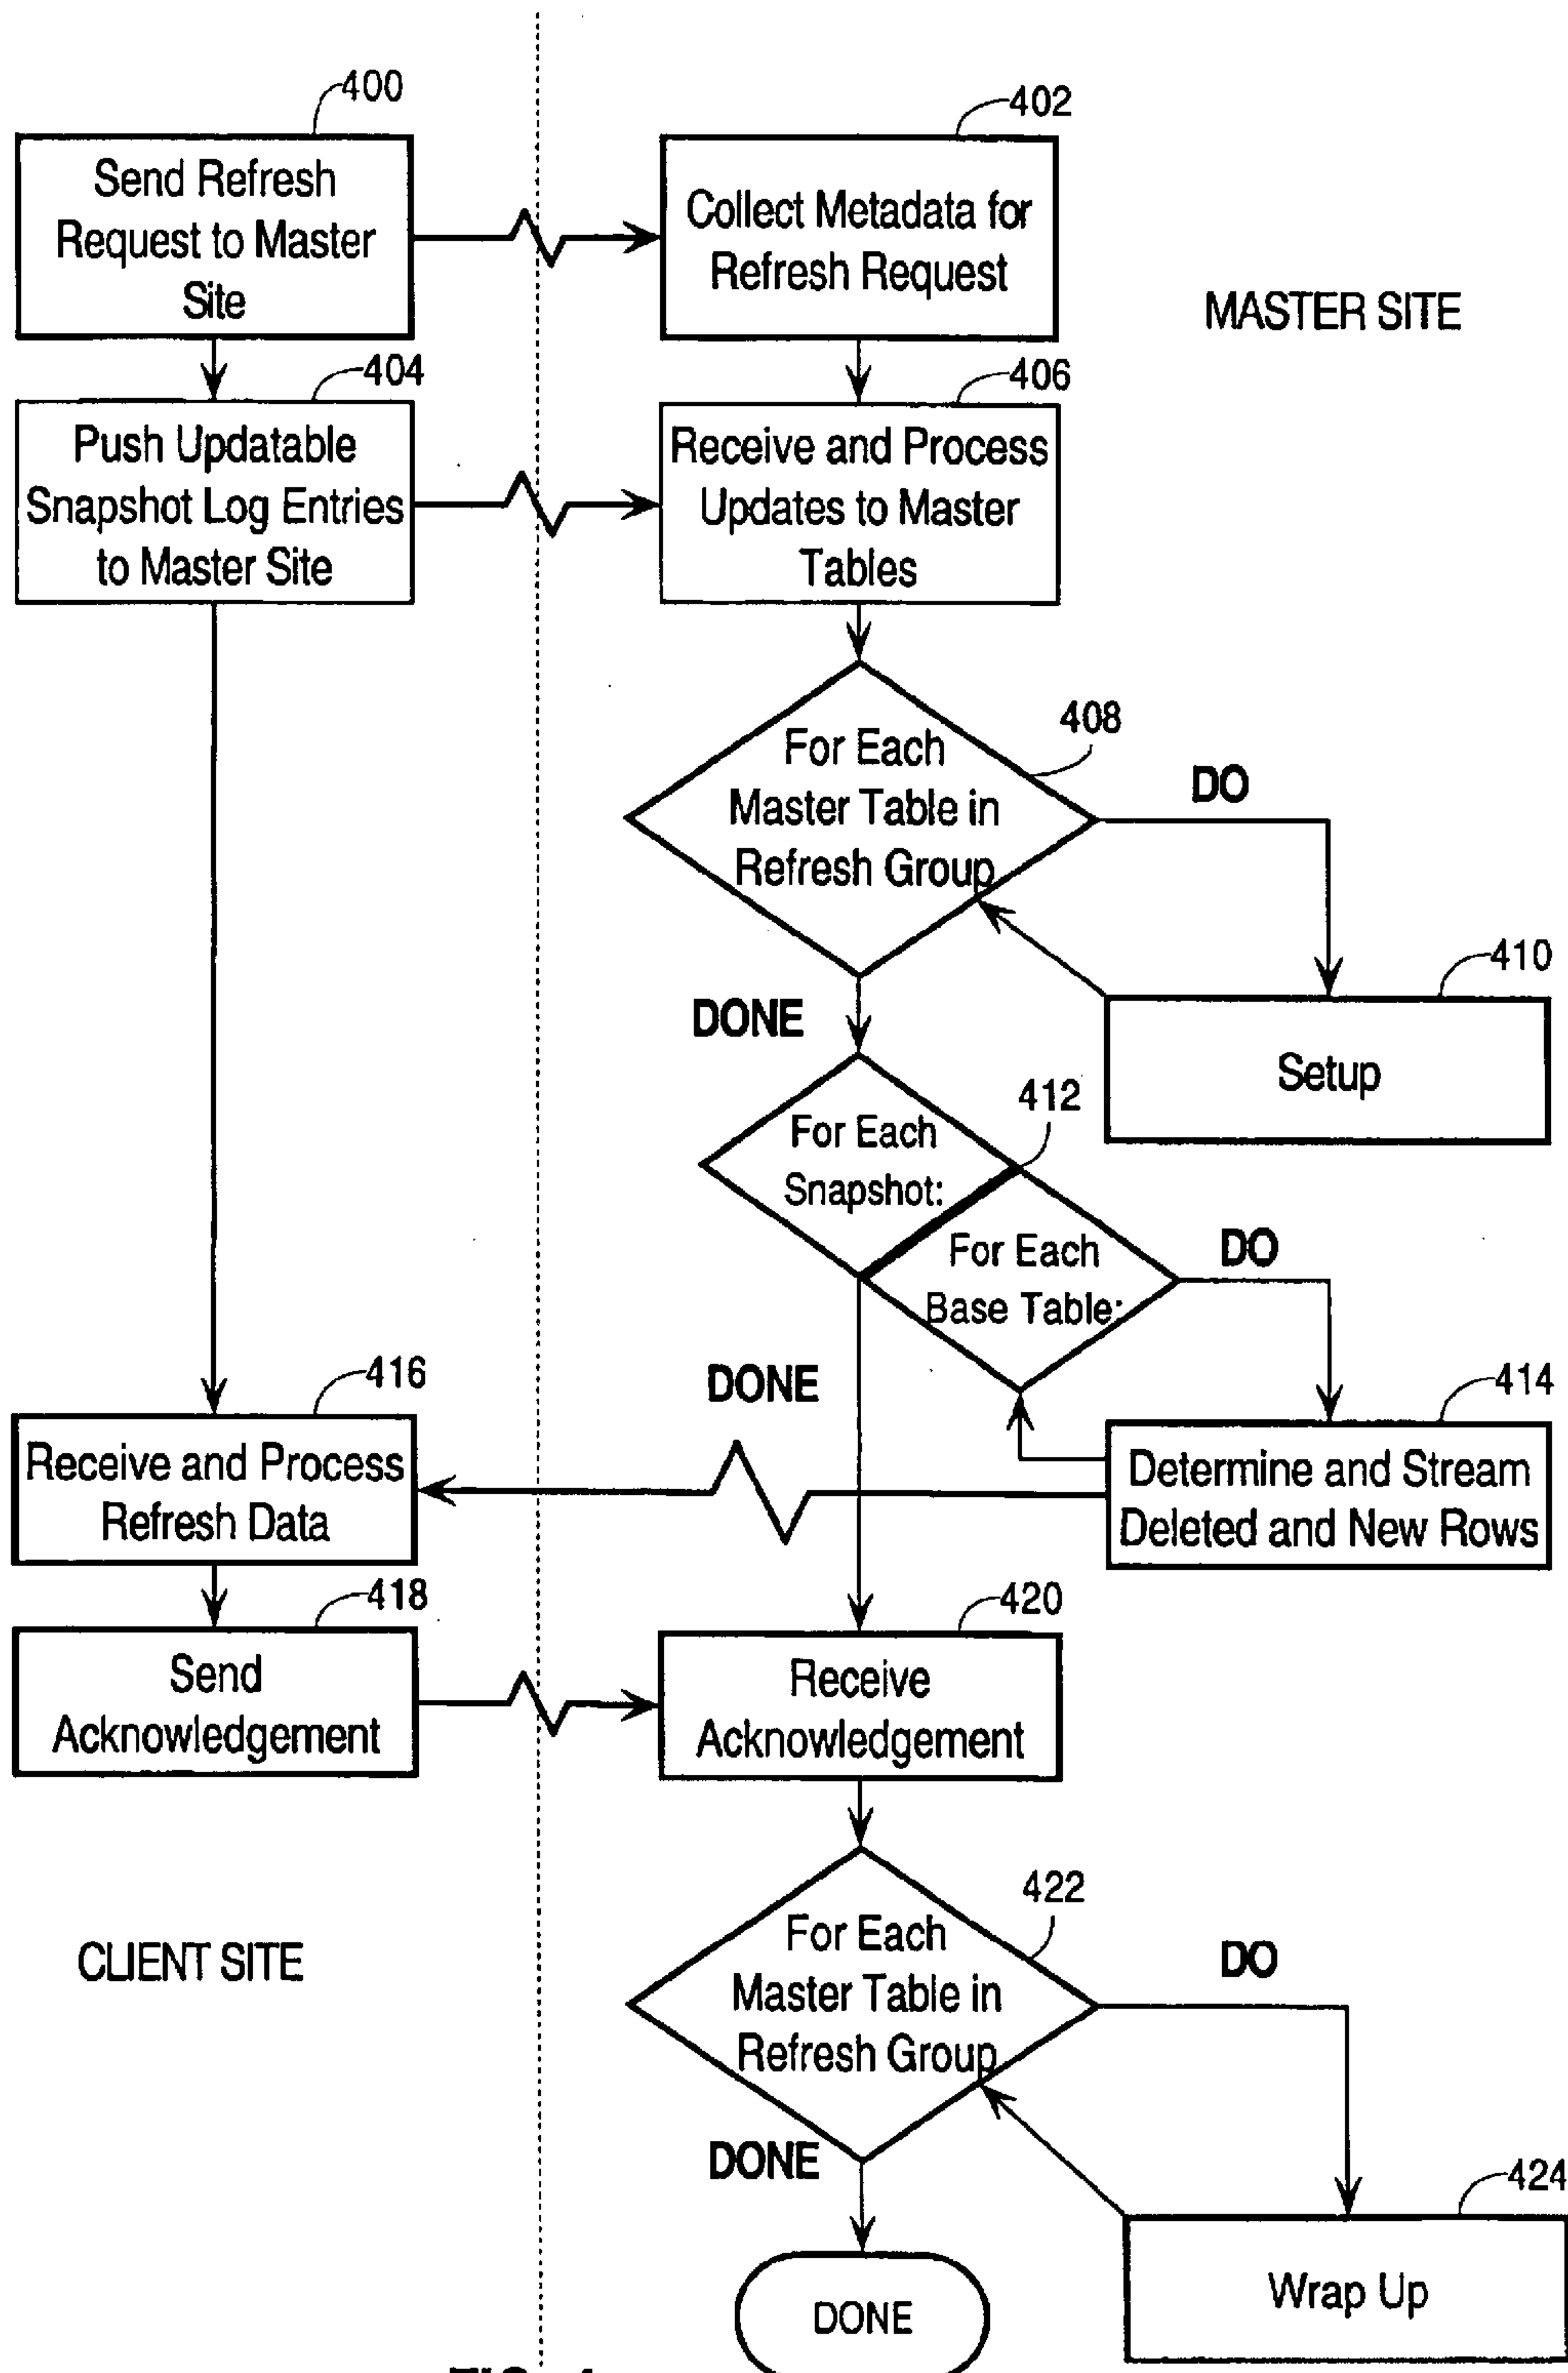 400
Send Refresh
Request to Master
Site
402
Collect Metadata for
Refresh Request
MASTER SITE
404
Push Updatable
Snapshot Log Entries
to Master Site
406
Receive and Process
Updates to Master
Tables
408
For Each
Master Table in
Refresh Group
DO
410
Setup
DONE
412
For Each
Snapshot:
For Each
Base Table:
DO
DONE
414
Determine and Stream
Deleted and New Rows
416
Receive and Process
Refresh Data
418
Send
Acknowledgement
420
Receive
Acknowledgement
CLIENT SITE
422
For Each
Master Table in
Refresh Group
DO
424
Wrap Up
DONE
DONE